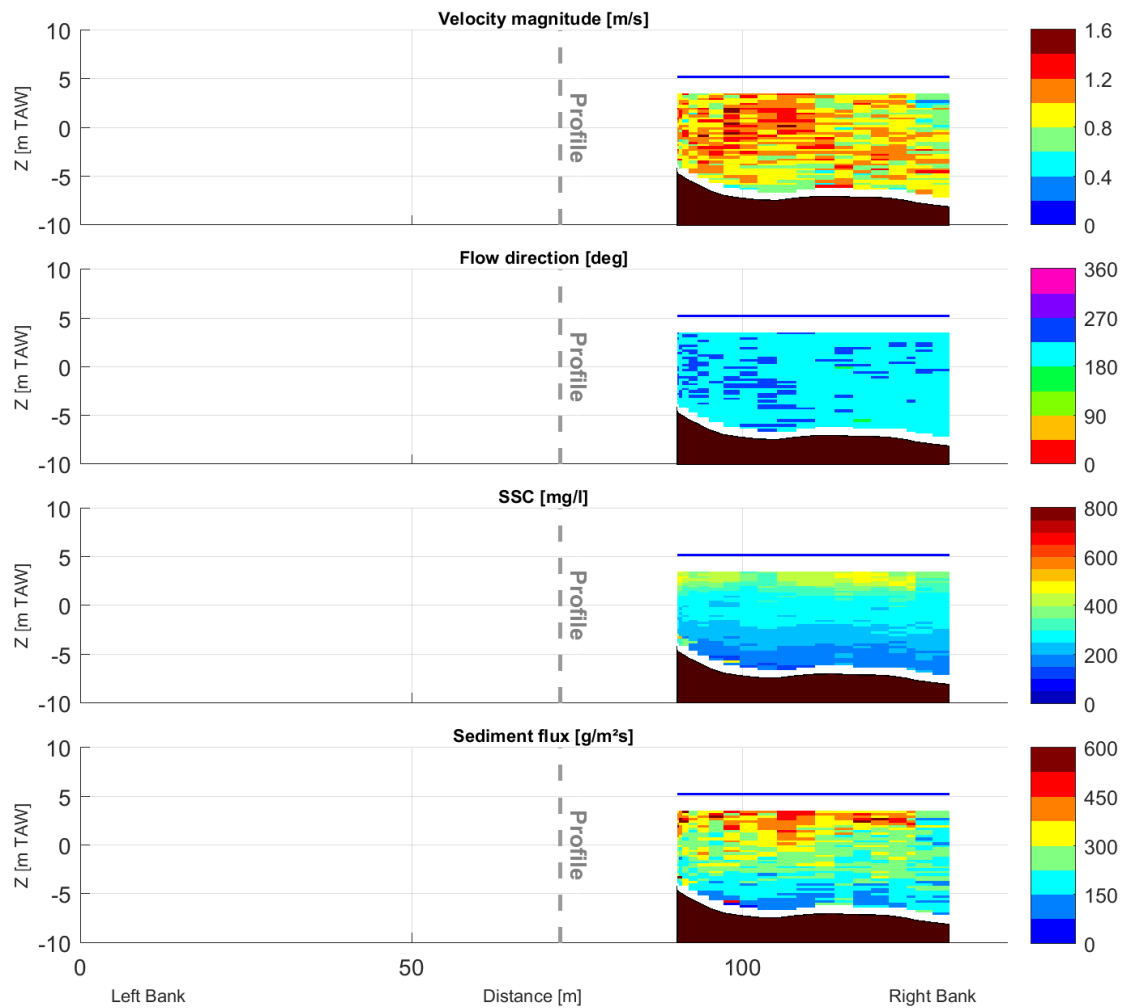 Velocity magnitude [m/s]
10
5
0
-5
-10
Z [m TAW]
Profile
1.6
1.2
0.8
0.4
0
Flow direction [deg]
10
5
0
-5
-10
Z [m TAW]
Profile
360
270
180
90
0
SSC [mg/l]
10
5
0
-5
-10
Z [m TAW]
Profile
800
600
400
200
0
Sediment flux [g/m²s]
10
5
0
-5
-10
Z [m TAW]
Profile
600
450
300
150
0
0 50 100
Left Bank Distance [m] Right Bank